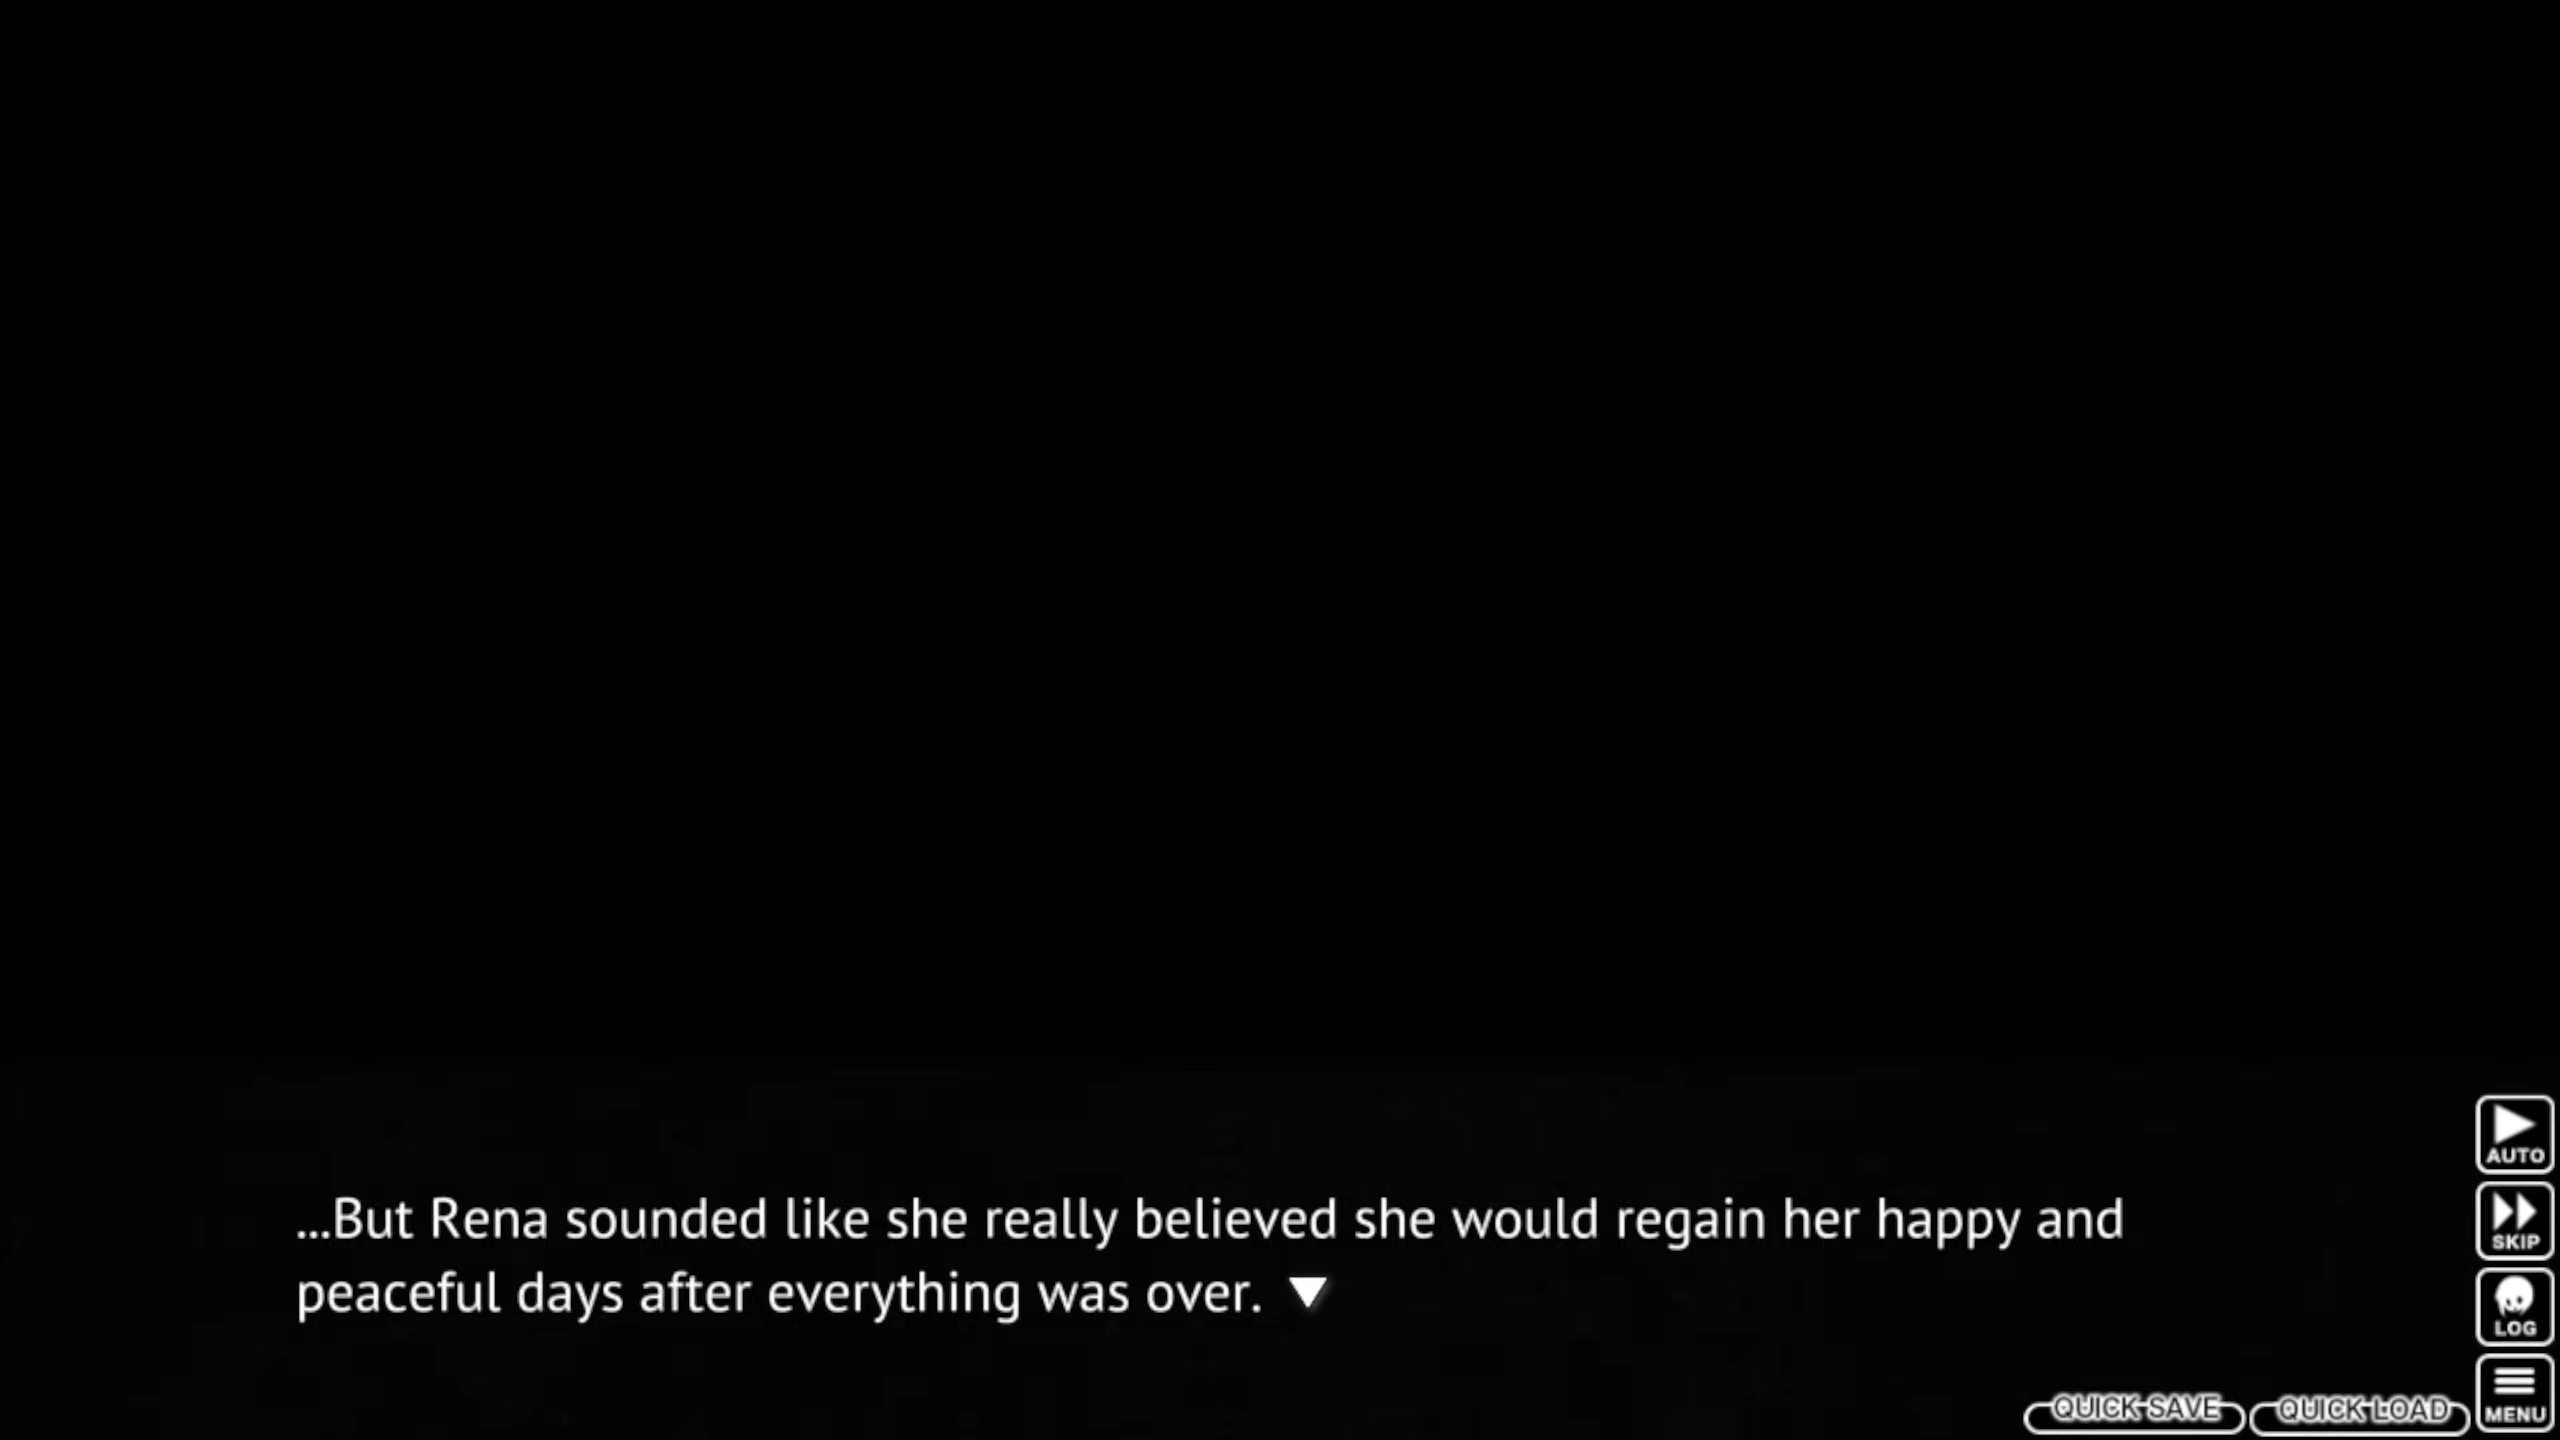 ...But Rena sounded like she really believed she would regain her happy and
peaceful days after everything was over.
AUTO
SKIP
LOG
MENU
QUICK SAVE
QUICK LOAD